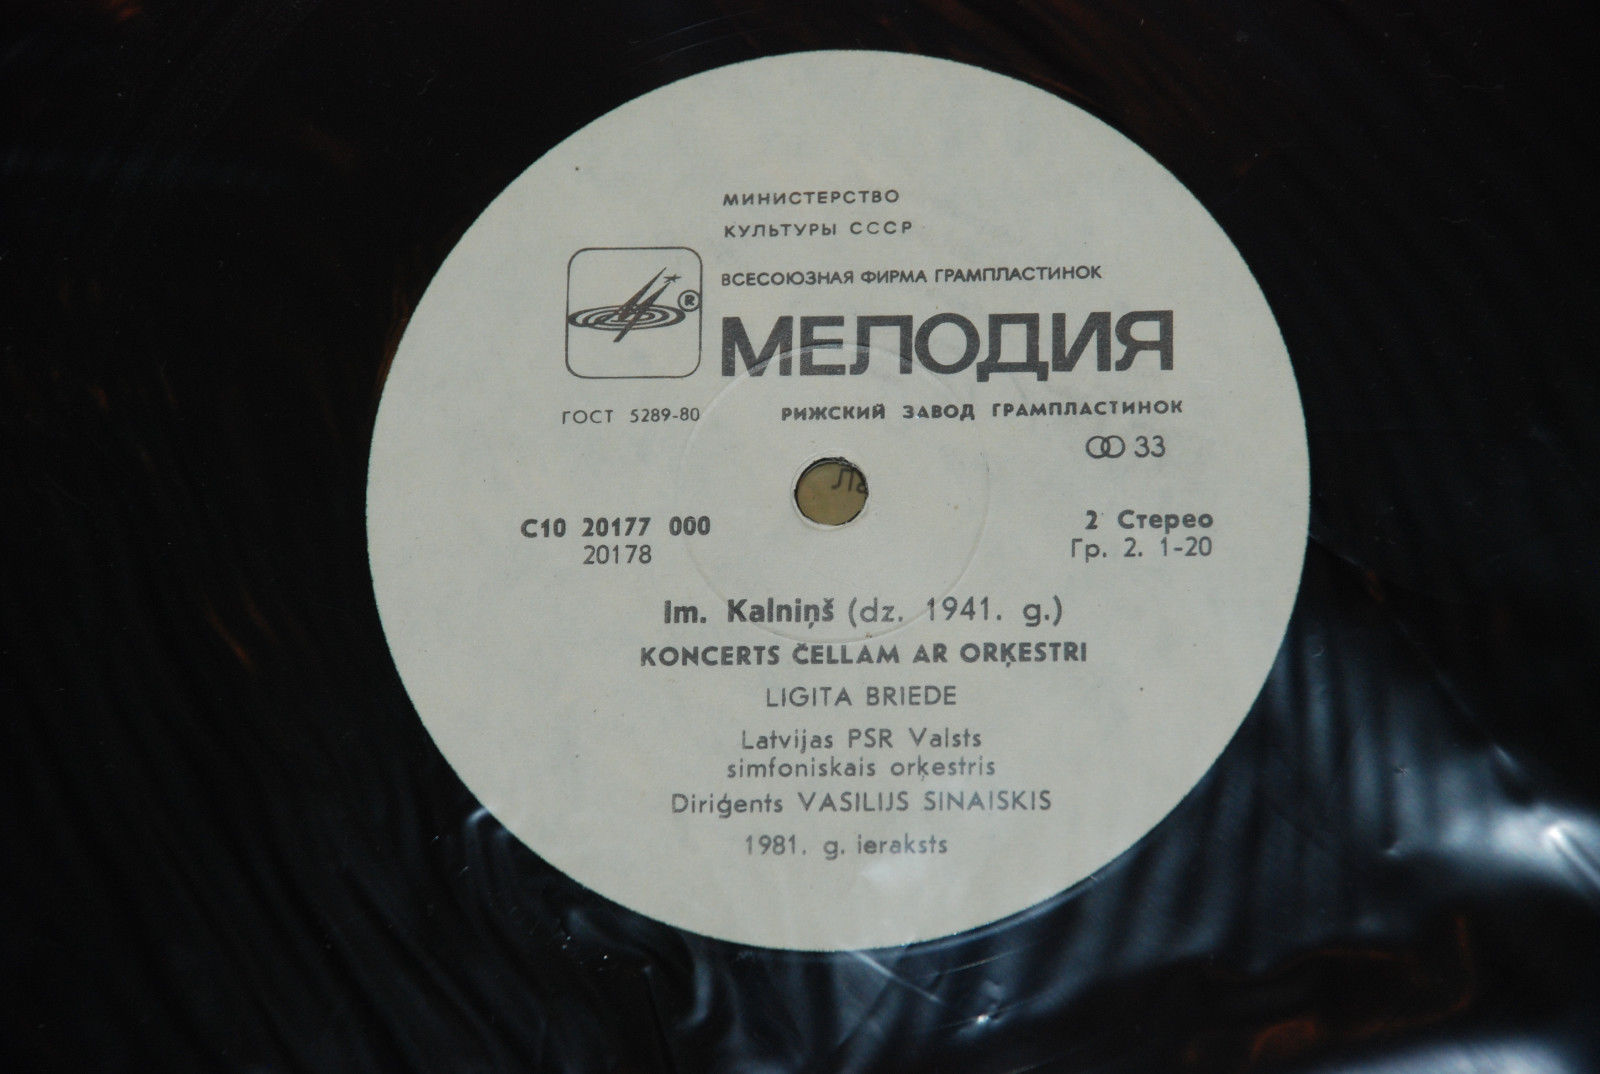 МИНИСТЕРСТВО
КУЛЬТУРЫ СССР
ВСЕСОЮЗНАЯ ФИРМА ГРАМПЛАСТИНОК
®
МЕЛОДИЯ
ГОСТ 5289-80
РИЖСКИЙ ЗАВОД ГРАМПЛАСТИНОК
33
С10 20177 000
20178
2 Стерео
Гр. 2. 1-20
Im. Kalniņš (dz. 1941. g.)
KONCERTS ČELLAM AR ORĶESTRI
LIGITA BRIEDE
Latvijas PSR Valsts
simfoniskais orķestris
Diriģents VASILIJS SINAISKIS
1981. g. ieraksts